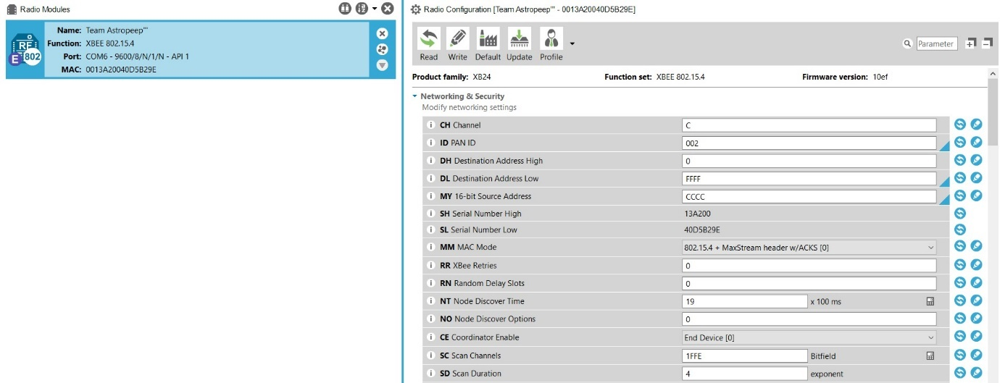 Radio Modules
Name: Team Astropeep'"
Function: XBEE 802.15.4
Port: COM6 - 9600/8/N/1/N - API 1
MAC: 0013A20040D5B29E
RF
E 802
Radio Configuration [Team Astropeep'" - 0013A20040D5B29E]
Read Write Default Update Profile
Parameter
Product family: XB24 Function set: XBEE 802.15.4 Firmware version: 10ef
Networking & Security
Modify networking settings
i CH Channel C
i ID PAN ID 002
i DH Destination Address High 0
i DL Destination Address Low FFFF
i MY 16-bit Source Address CCCC
i SH Serial Number High 13A200
i SL Serial Number Low 40D5B29E
i MM MAC Mode 802.15.4 + MaxStream header w/ACKS [0]
i RR XBee Retries 0
i RN Random Delay Slots 0
i NT Node Discover Time 19 x 100 ms
i NO Node Discover Options 0
i CE Coordinator Enable End Device [0]
i SC Scan Channels 1FFE Bitfield
i SD Scan Duration 4 exponent